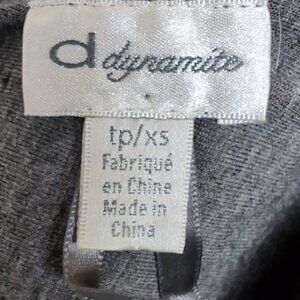 d dynamite
tp/xs
Fabriqué
en Chine
Made in
China